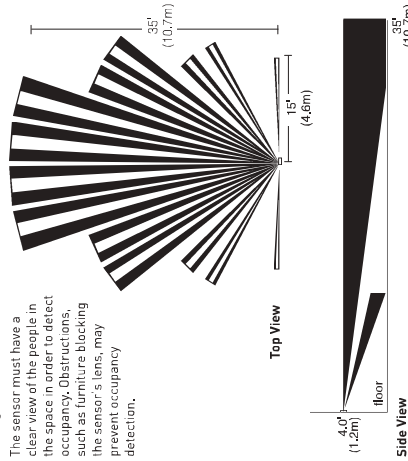 The sensor must have a
clear view of the people in
the space in order to detect
occupancy. Obstructions,
such as furniture blocking
the sensor's lens, may
prevent occupancy
detection.
35'
(10.7m)
15'
(4.6m)
Top View
35'
4.0'
(1.2m)
floor
Side View